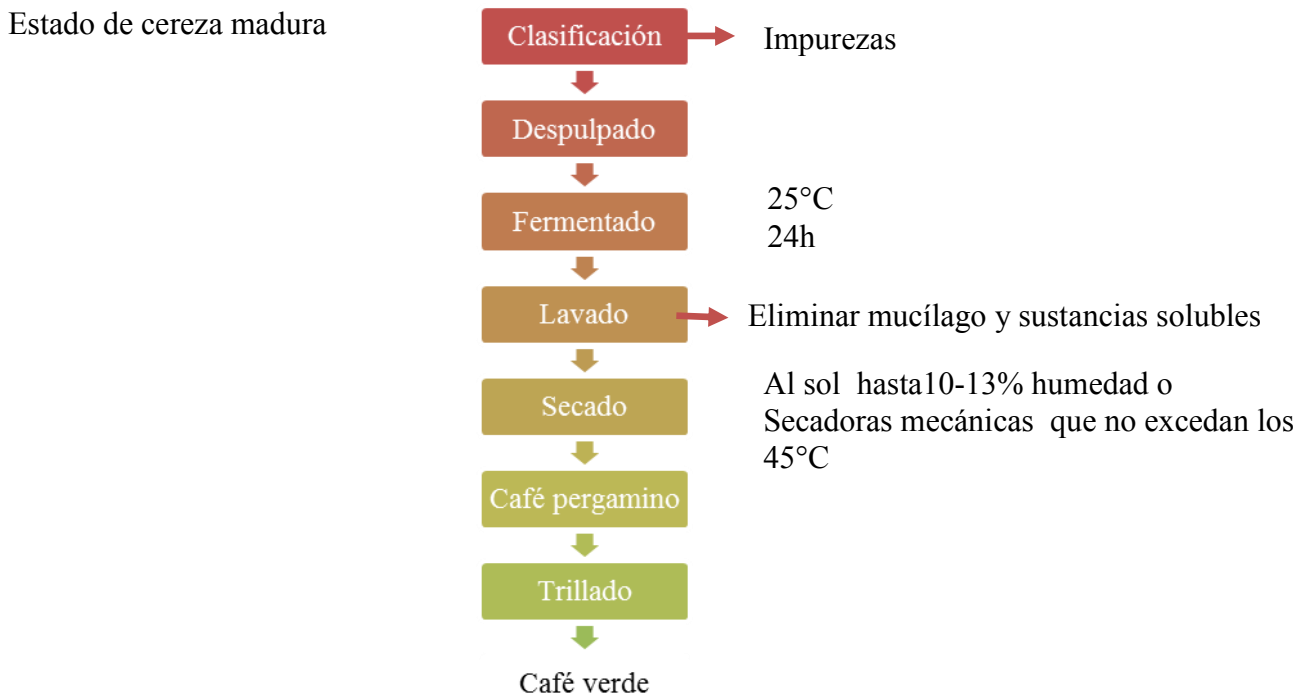 Estado de cereza madura
Clasificación
Impurezas
Despulpado
Fermentado
25°C
24h
Lavado
Eliminar mucílago y sustancias solubles
Secado
Al sol  hasta10-13% humedad o
Secadoras mecánicas  que no excedan los
45°C
Café pergamino
Trillado
Café verde